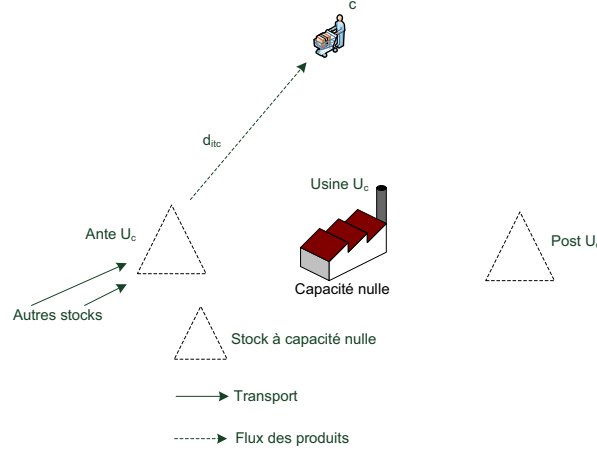 c
d_itc
Usine U_c
Ante U_c
Post U
Capacité nulle
Autres stocks
Stock à capacité nulle
Transport
Flux des produits